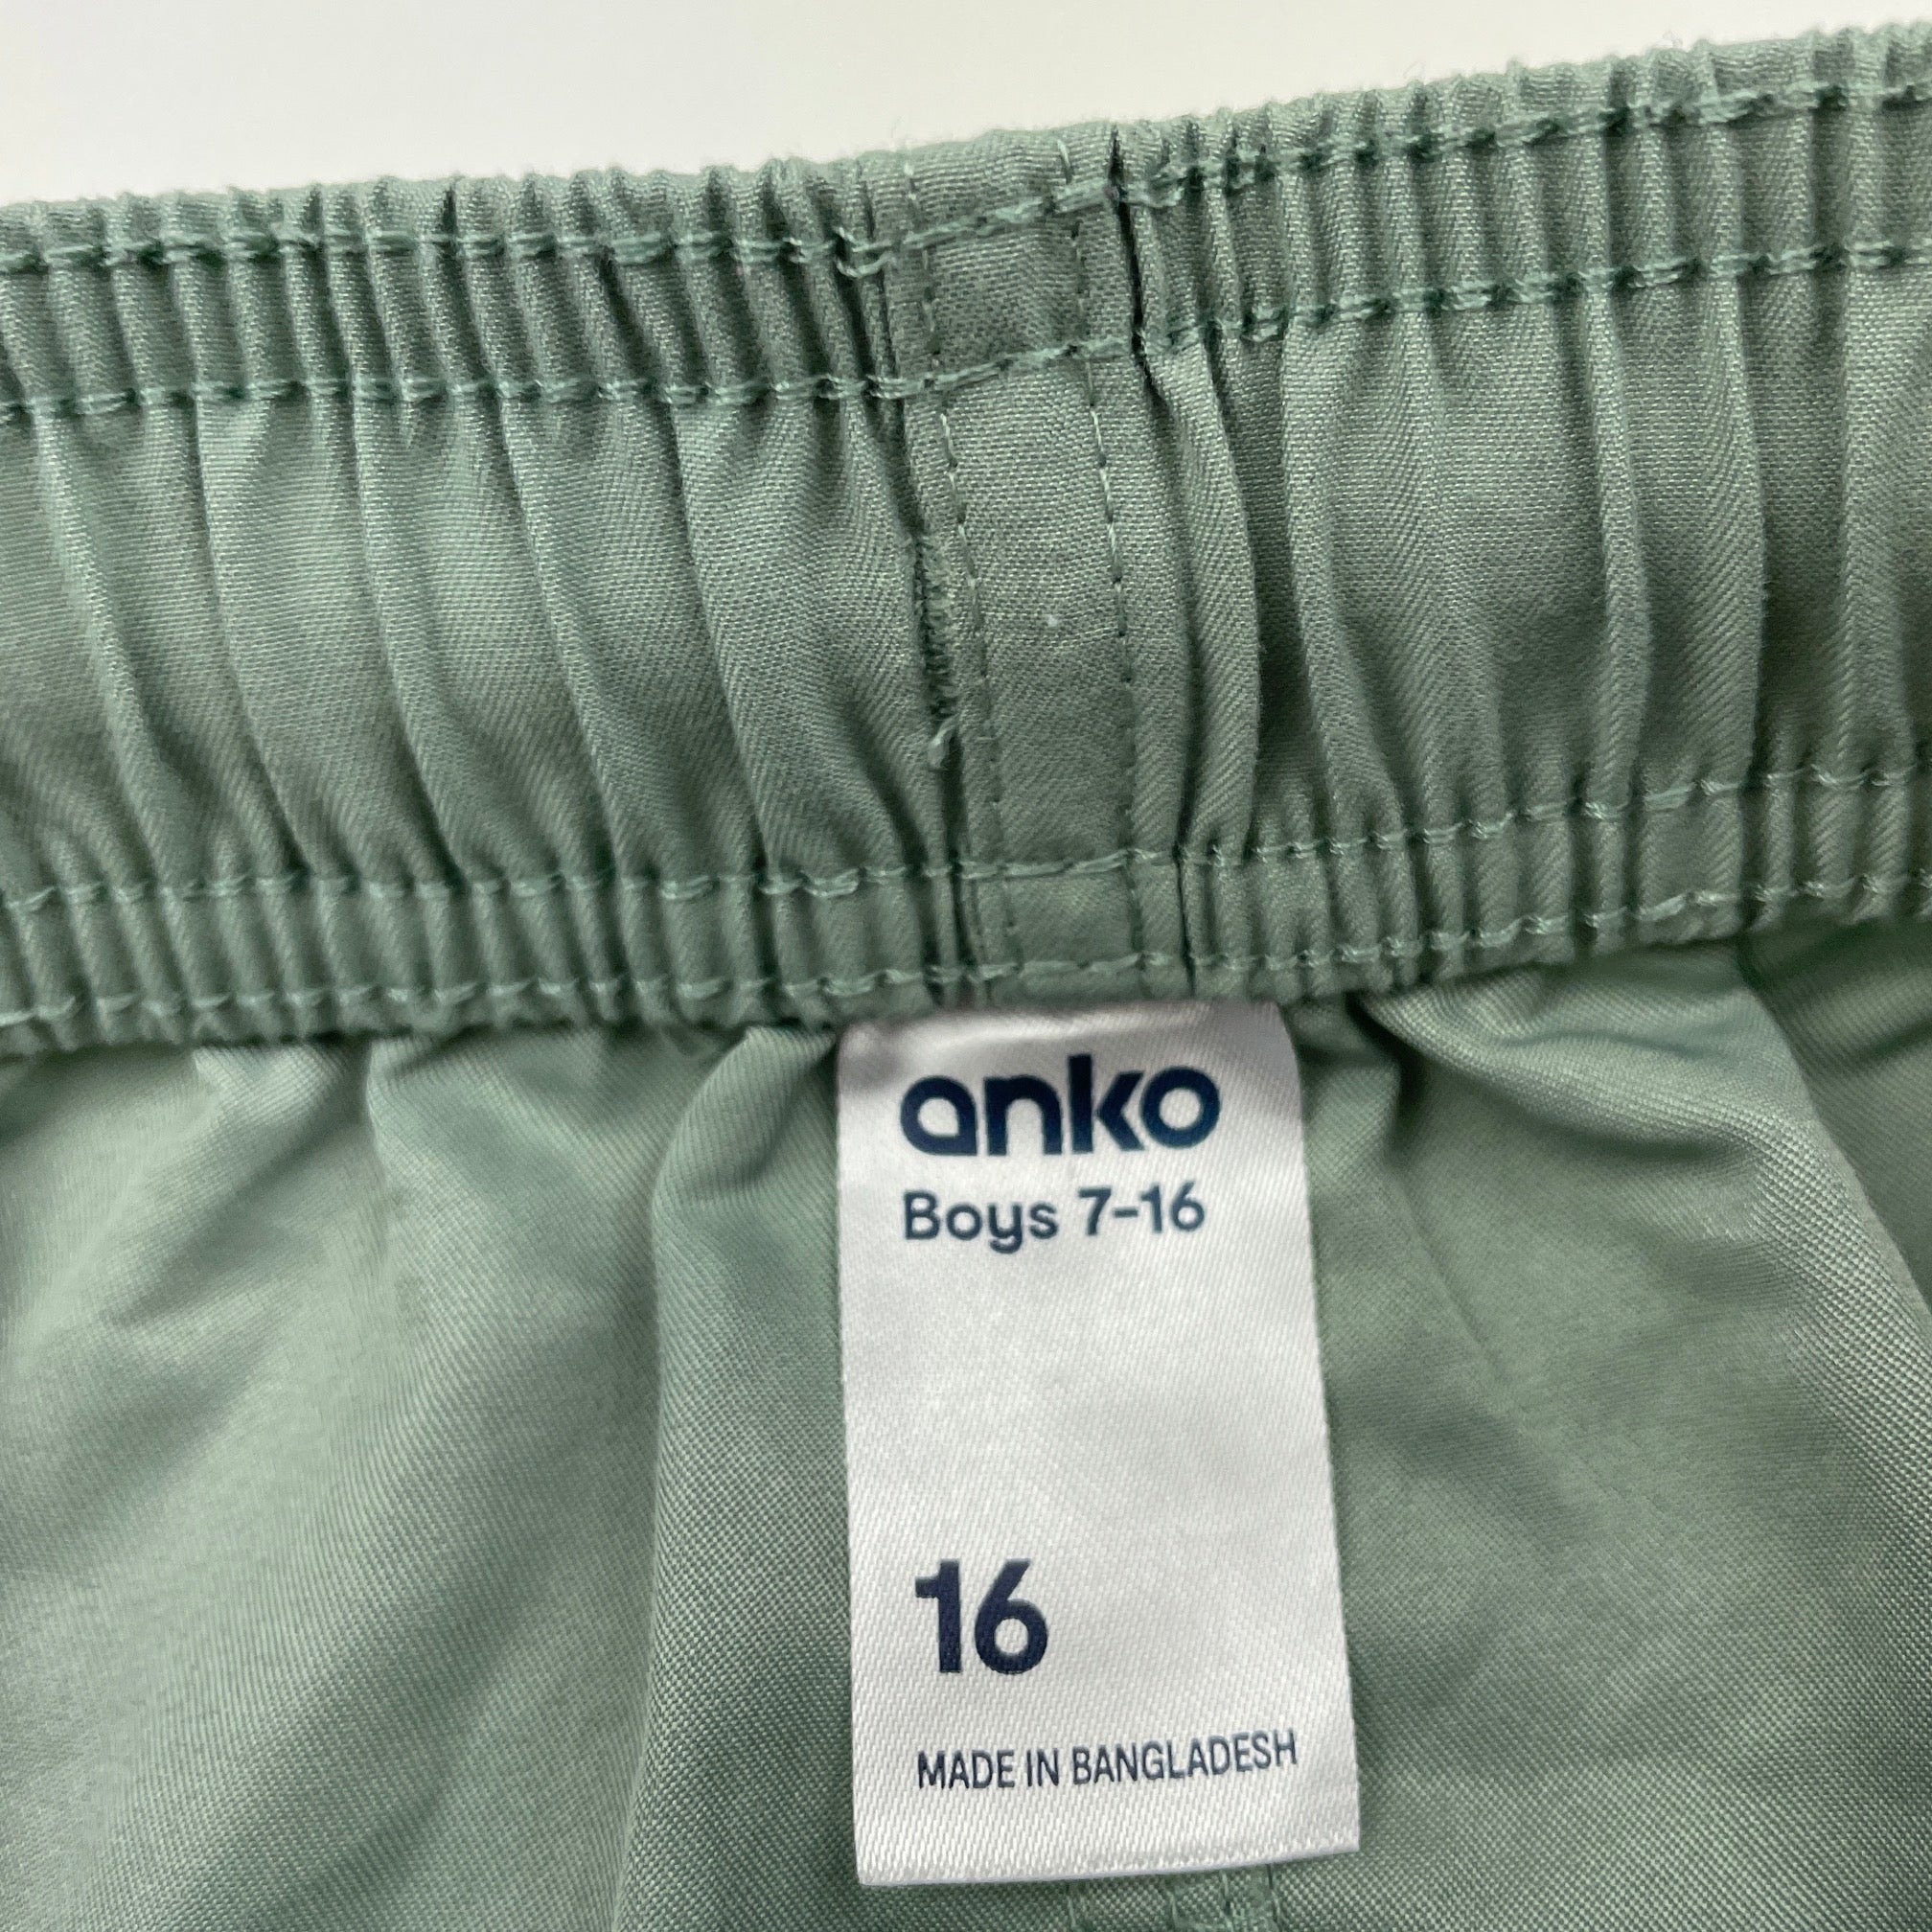 anko
Boys 7-16
16
MADE IN BANGLADESH